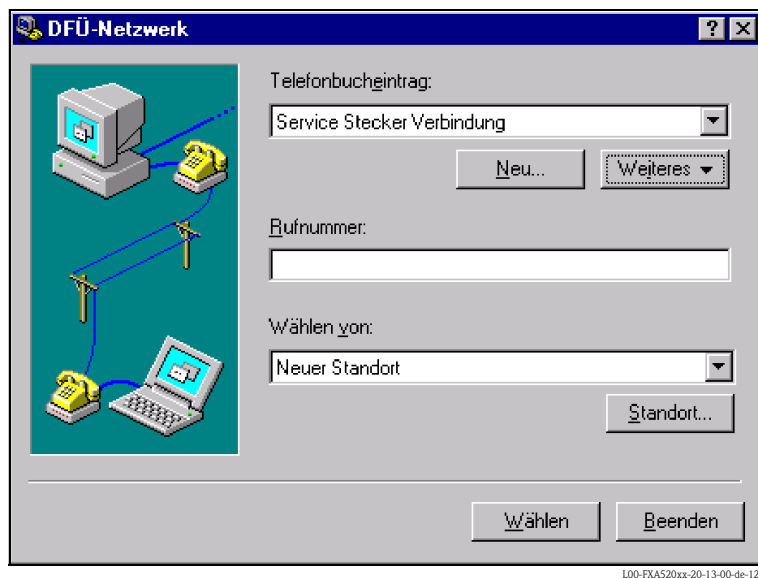 DFÜ-Netzwerk
Telefonbucheintrag:
Service Stecker Verbindung
Neu...
Weiteres
Rufnummer:
Wählen von:
Neuer Standort
Standort...
Wählen
Beenden
L00-FXA520xx-20-13-00-de-12